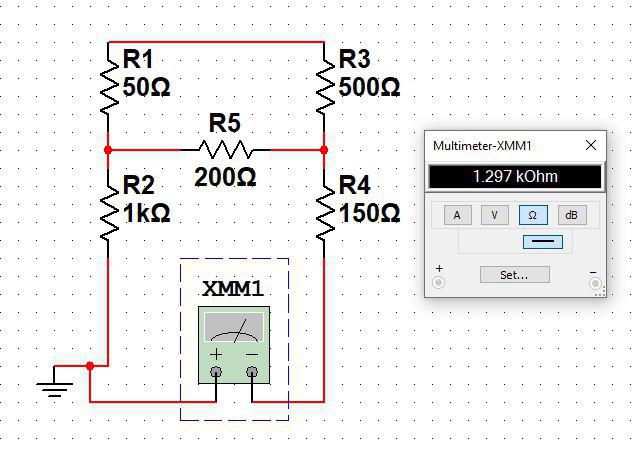 R1
50Ω
R3
500Ω
R5
200Ω
R2
1kΩ
R4
150Ω
XMM1
+ −
Multimeter-XMM1 ×
1.297 kOhm
A V Ω dB
+ −
Set...